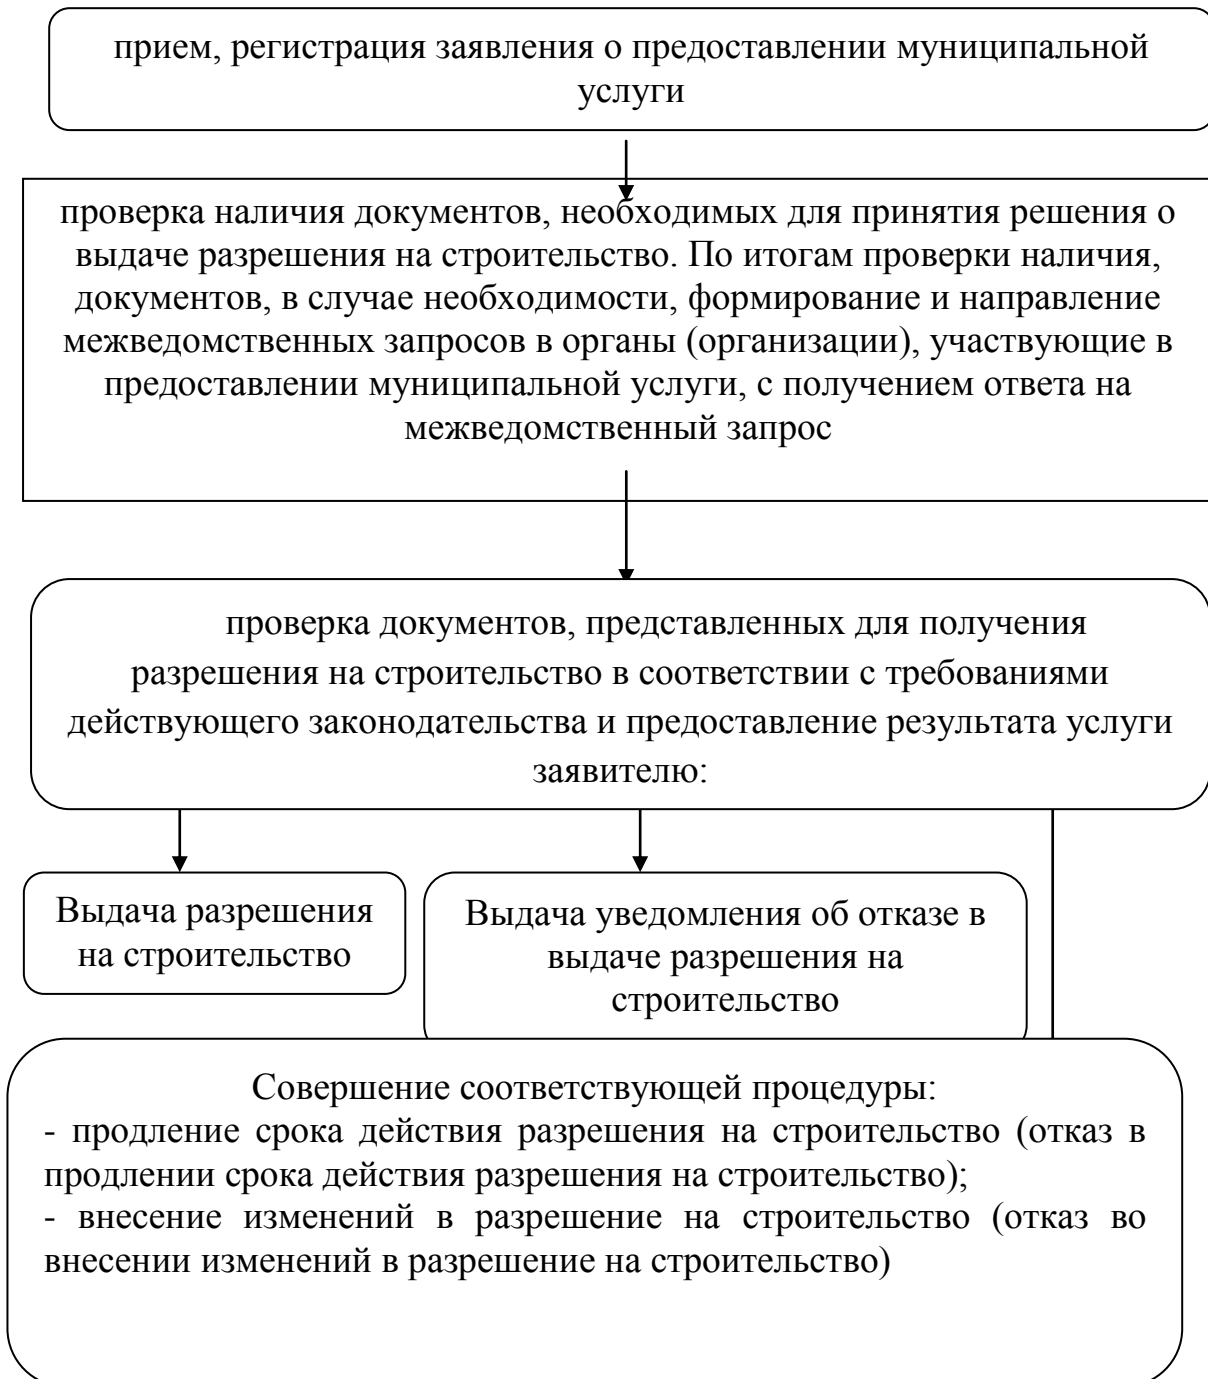 прием, регистрация заявления о предоставлении муниципальной
услуги
проверка наличия документов, необходимых для принятия решения о
выдаче разрешения на строительство. По итогам проверки наличия,
документов, в случае необходимости, формирование и направление
межведомственных запросов в органы (организации), участвующие в
предоставлении муниципальной услуги, с получением ответа на
межведомственный запрос
проверка документов, представленных для получения
разрешения на строительство в соответствии с требованиями
действующего законодательства и предоставление результата услуги
заявителю:
Выдача разрешения
на строительство
Выдача уведомления об отказе в
выдаче разрешения на
строительство
Совершение соответствующей процедуры:
- продление срока действия разрешения на строительство (отказ в
продлении срока действия разрешения на строительство);
- внесение изменений в разрешение на строительство (отказ во
внесении изменений в разрешение на строительство)